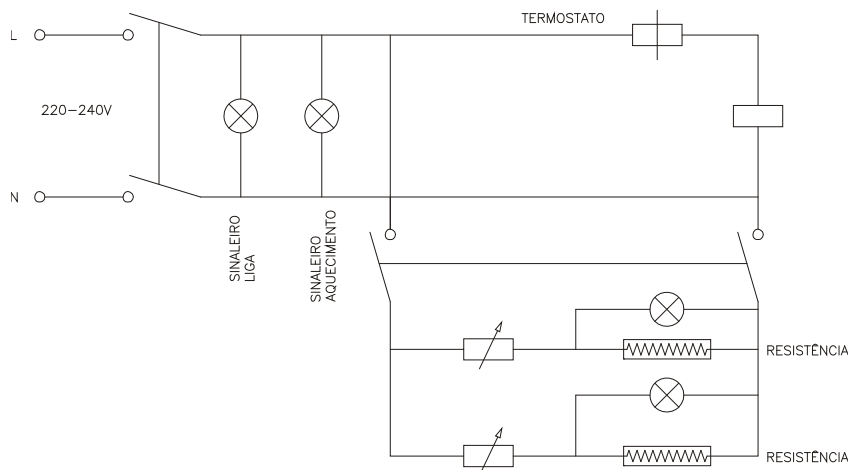 TERMOSTATO
L
220-240V
N
SINALEIRO
LIGA
SINALEIRO
AQUECIMENTO
RESISTÊNCIA
RESISTÊNCIA